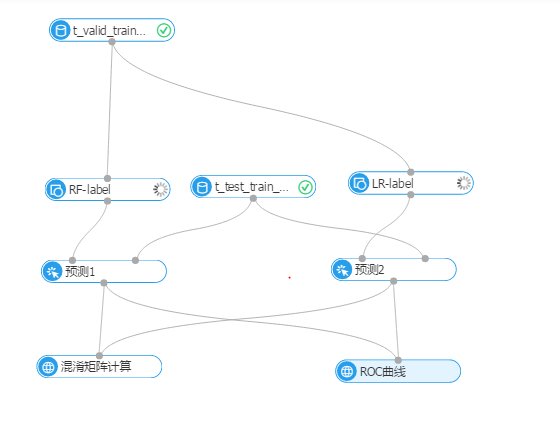 t_valid_train...
RF-label
t_test_train_...
LR-label
预测1
预测2
混淆矩阵计算
ROC曲线